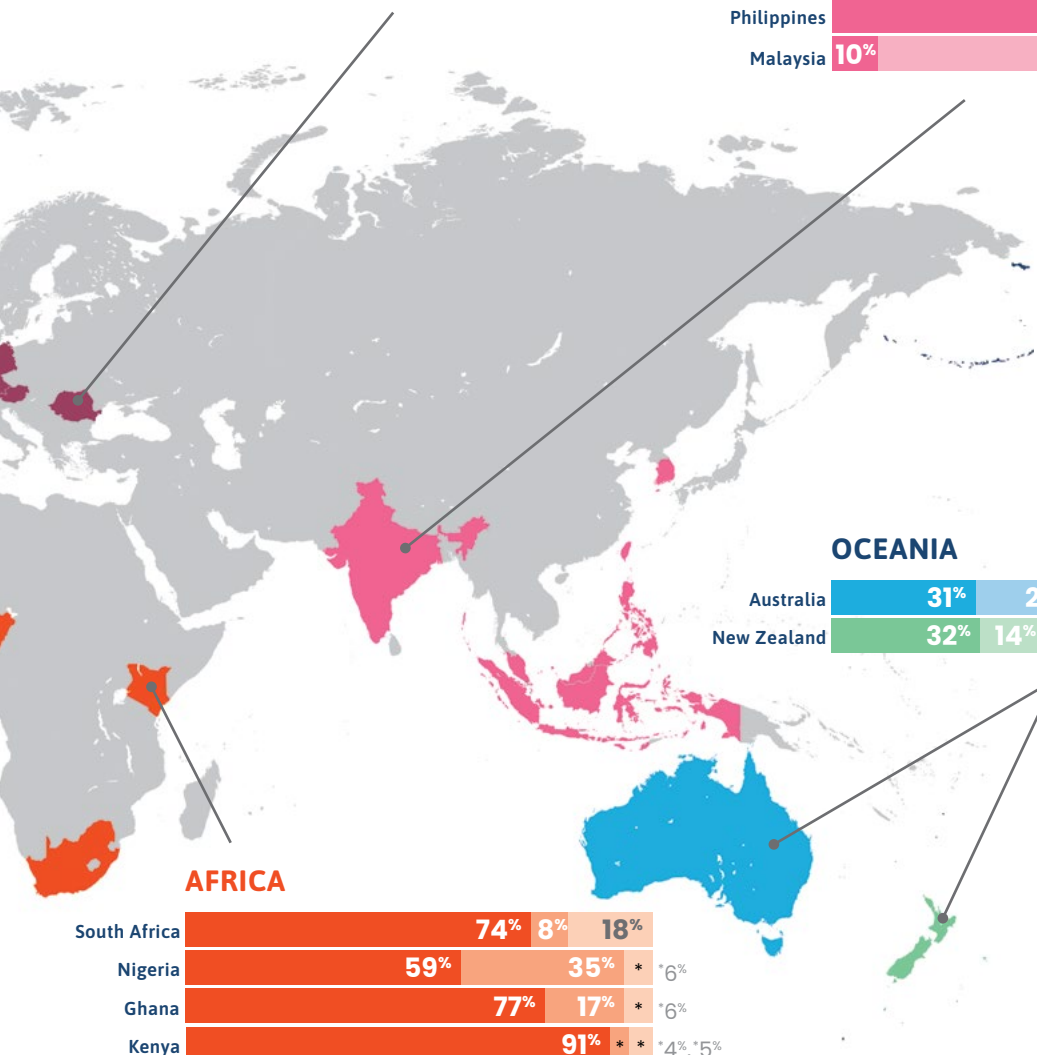 Philippines
Malaysia 10%
OCEANIA
Australia 31% 2
New Zealand 32% 14%
AFRICA
South Africa 74% 8% 18%
Nigeria 59% 35% * *6%
Ghana 77% 17% * *6%
Kenya 91% * * *4%, *5%